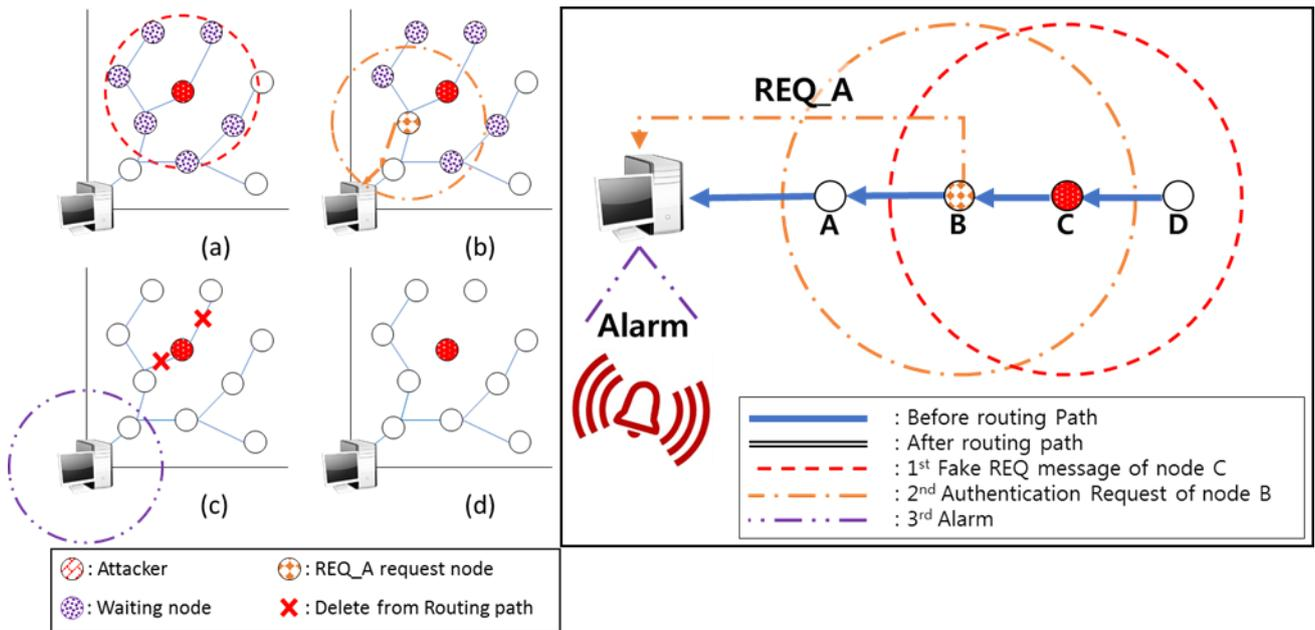 (a)
(b)
(c)
(d)
: Attacker
: REQ_A request node
: Waiting node
: Delete from Routing path
REQ_A
A
B
C
D
Alarm
: Before routing Path
: After routing path
: 1st Fake REQ message of node C
: 2nd Authentication Request of node B
: 3rd Alarm